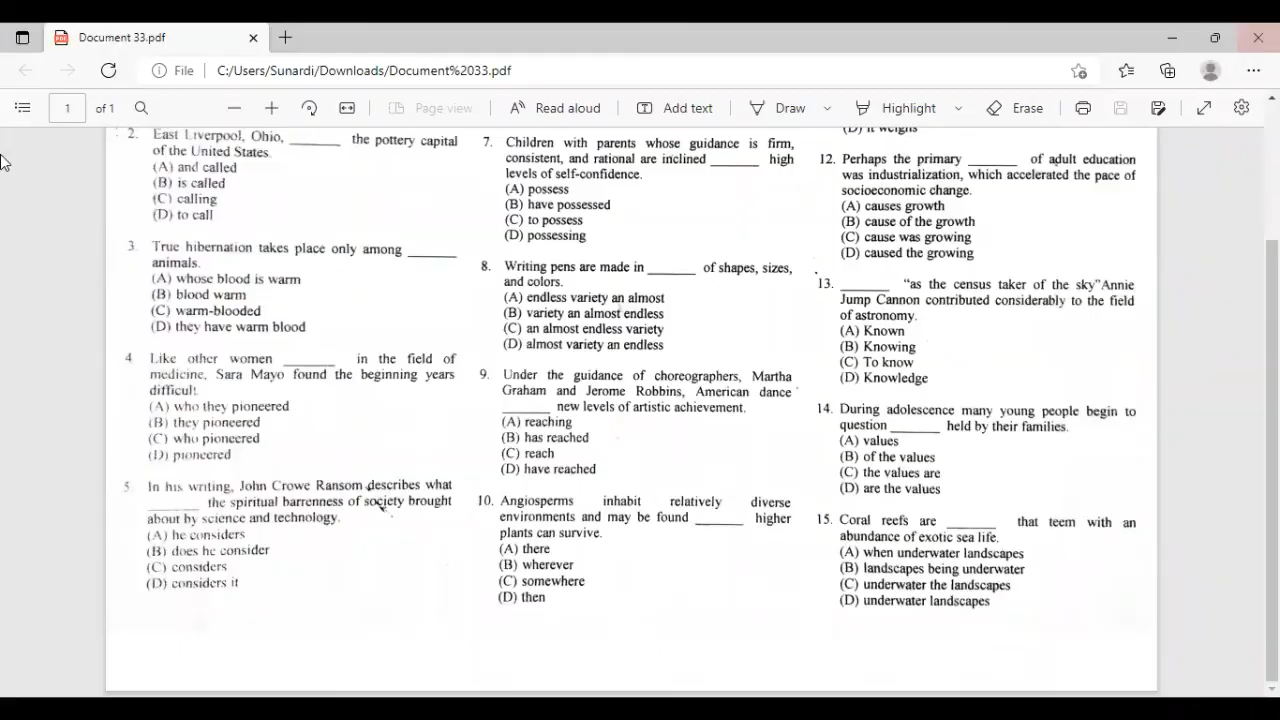 Document 33.pdf
File C:/Users/Sunardi/Downloads/Document%2033.pdf
1 of 1 Page view Read aloud Add text Draw Highlight Erase
2. East Liverpool, Ohio, ______ the pottery capital
of the United States.
(A) and called
(B) is called
(C) calling
(D) to call
3. True hibernation takes place only among ______
animals.
(A) whose blood is warm
(B) blood warm
(C) warm-blooded
(D) they have warm blood
4 Like other women ______ in the field of
medicine, Sara Mayo found the beginning years
difficult.
(A) who they pioneered
(B) they pioneered
(C) who pioneered
(D) pioneered
5. In his writing, John Crowe Ransom describes what
______ the spiritual barrenness of society brought
about by science and technology.
(A) he considers
(B) does he consider
(C) considers
(D) considers it
7. Children with parents whose guidance is firm,
consistent, and rational are inclined ______ high
levels of self-confidence.
(A) possess
(B) have possessed
(C) to possess
(D) possessing
8. Writing pens are made in ______ of shapes, sizes,
and colors.
(A) endless variety an almost
(B) variety an almost endless
(C) an almost endless variety
(D) almost variety an endless
9. Under the guidance of choreographers, Martha
Graham and Jerome Robbins, American dance
______ new levels of artistic achievement.
(A) reaching
(B) has reached
(C) reach
(D) have reached
10. Angiosperms inhabit relatively diverse
environments and may be found ______ higher
plants can survive.
(A) there
(B) wherever
(C) somewhere
(D) then
(D) it weighs
12. Perhaps the primary ______ of adult education
was industrialization, which accelerated the pace of
socioeconomic change.
(A) causes growth
(B) cause of the growth
(C) cause was growing
(D) caused the growing
13. ______ “as the census taker of the sky”Annie
Jump Cannon contributed considerably to the field
of astronomy.
(A) Known
(B) Knowing
(C) To know
(D) Knowledge
14. During adolescence many young people begin to
question ______ held by their families.
(A) values
(B) of the values
(C) the values are
(D) are the values
15. Coral reefs are ______ that teem with an
abundance of exotic sea life.
(A) when underwater landscapes
(B) landscapes being underwater
(C) underwater the landscapes
(D) underwater landscapes